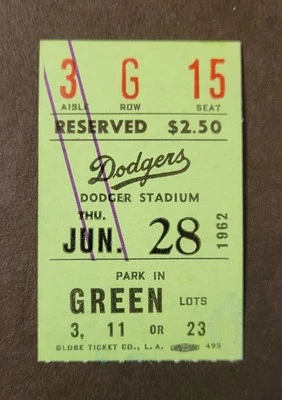 3 G 15
AISLE ROW SEAT
RESERVED $2.50
Dodgers
DODGER STADIUM
THU.
JUN. 28 1962
PARK IN
GREEN LOTS
3, 11 OR 23
GLOBE TICKET CO., L. A. 495